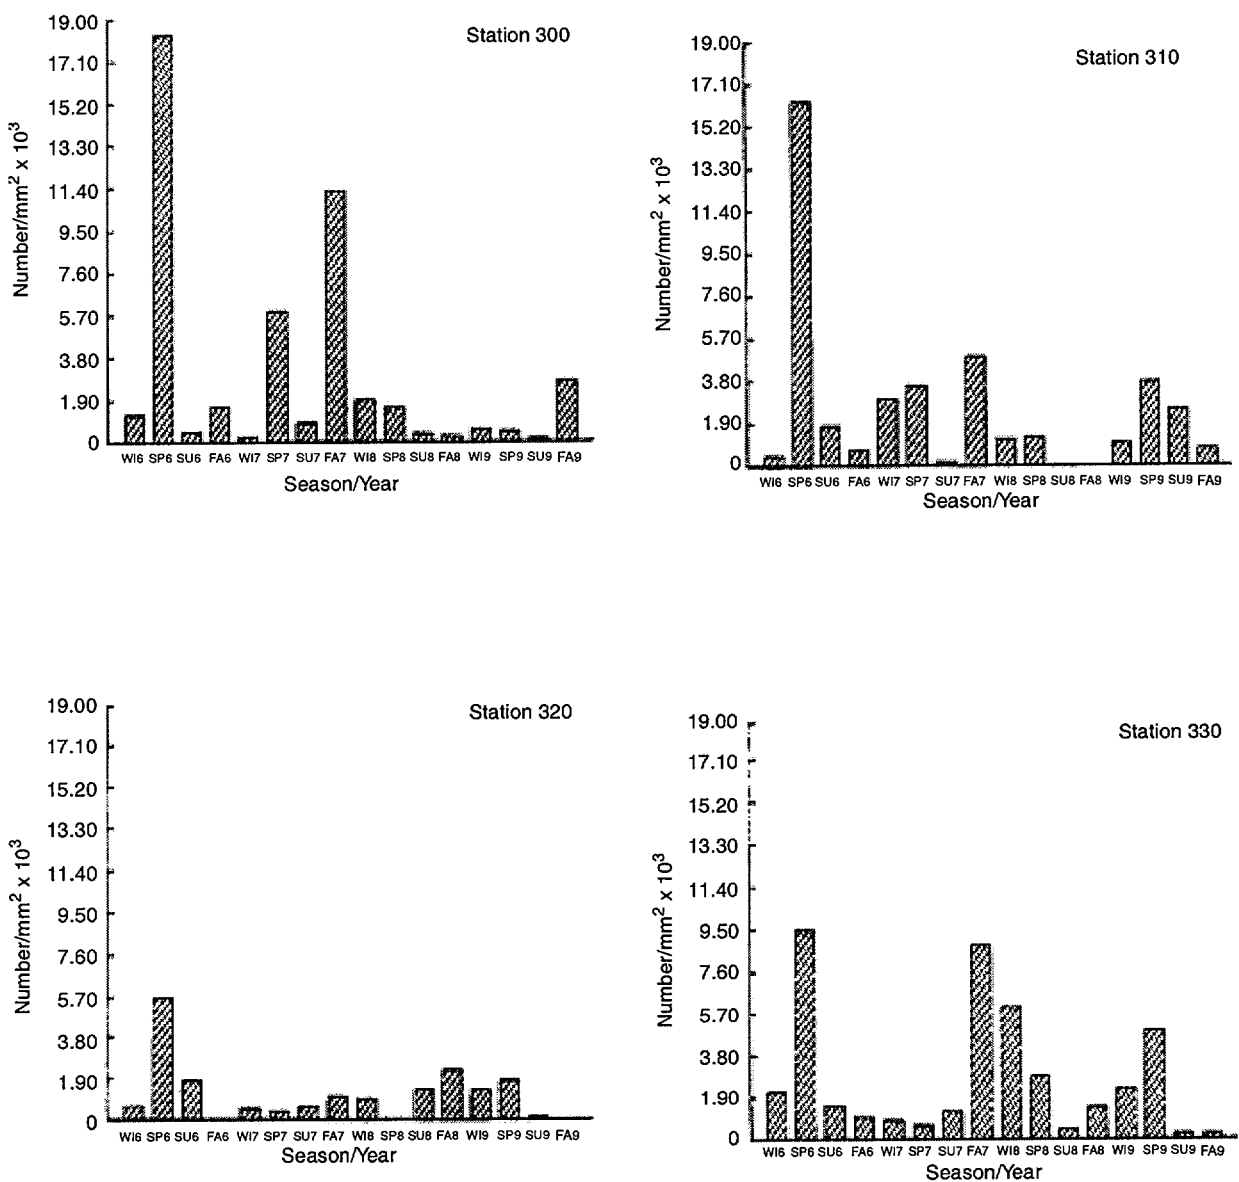 Station 300
19.00
17.10
15.20
13.30
11.40
9.50
7.60
5.70
3.80
1.90
0
Number/mm² x 10³
WI6 SP6 SU6 FA6 WI7 SP7 SU7 FA7 WI8 SP8 SU8 FA8 WI9 SP9 SU9 FA9
Season/Year
Station 310
19.00
17.10
15.20
13.30
11.40
9.50
7.60
5.70
3.80
1.90
0
Number/mm² x 10³
WI6 SP6 SU6 FA6 WI7 SP7 SU7 FA7 WI8 SP8 SU8 FA8 WI9 SP9 SU9 FA9
Season/Year
Station 320
19.00
17.10
15.20
13.30
11.40
9.50
7.60
5.70
3.80
1.90
0
Number/mm² x 10³
WI6 SP6 SU6 FA6 WI7 SP7 SU7 FA7 WI8 SP8 SU8 FA8 WI9 SP9 SU9 FA9
Season/Year
Station 330
19.00
17.10
15.20
13.30
11.40
9.50
7.60
5.70
3.80
1.90
0
Number/mm² x 10³
WI6 SP6 SU6 FA6 WI7 SP7 SU7 FA7 WI8 SP8 SU8 FA8 WI9 SP9 SU9 FA9
Season/Year